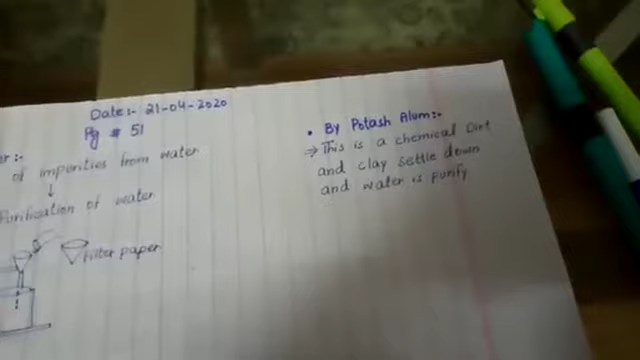 Date:- 21-04-2020
Pg # 51
er:-
of impurities from water
↓
Purification of water
Filter paper
• By Potash Alum:-
⇒ This is a chemical Dirt
and clay settle down
and water is purify